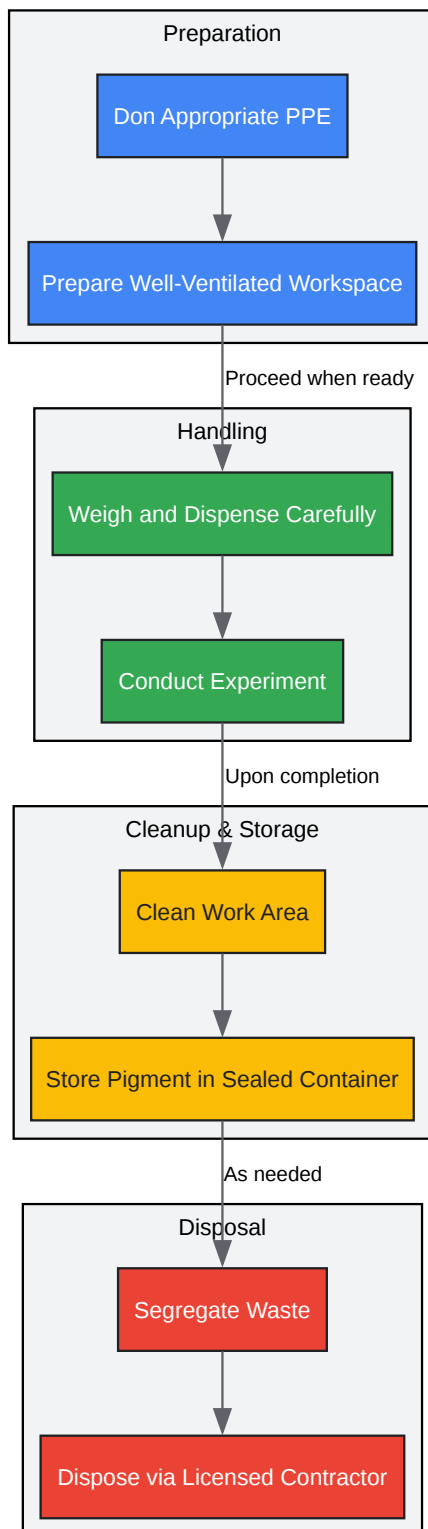 Preparation
Don Appropriate PPE
Prepare Well-Ventilated Workspace
Proceed when ready
Handling
Weigh and Dispense Carefully
Conduct Experiment
Upon completion
Cleanup & Storage
Clean Work Area
Store Pigment in Sealed Container
As needed
Disposal
Segregate Waste
Dispose via Licensed Contractor